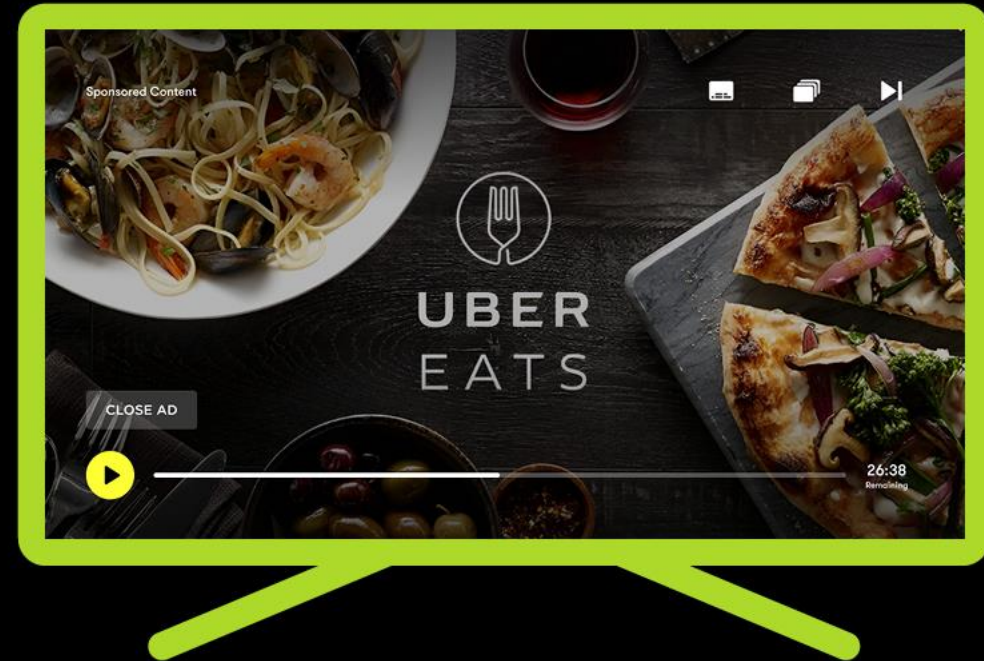 Sponsored Content
UBER
EATS
CLOSE AD
26:38
Remaining